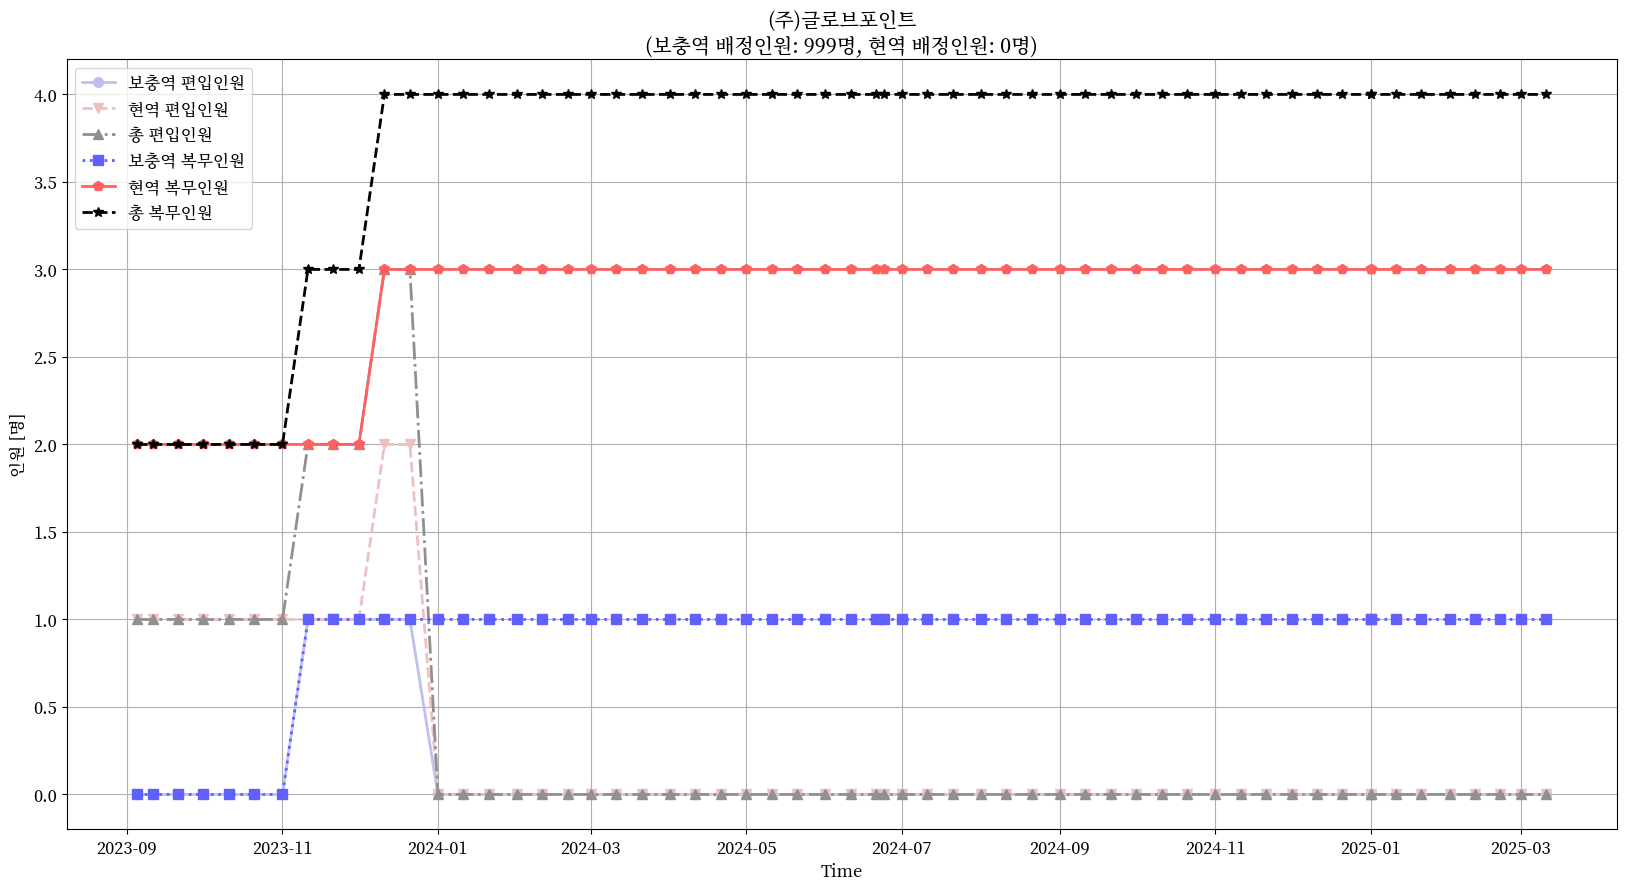 (주)글로브포인트
(보충역 배정인원: 999명, 현역 배정인원: 0명)
보충역 편입인원
현역 편입인원
총 편입인원
보충역 복무인원
현역 복무인원
총 복무인원
4.0
3.5
3.0
2.5
2.0
1.5
1.0
0.5
0.0
인원 [명]
2023-09 2023-11 2024-01 2024-03 2024-05 2024-07 2024-09 2024-11 2025-01 2025-03
Time